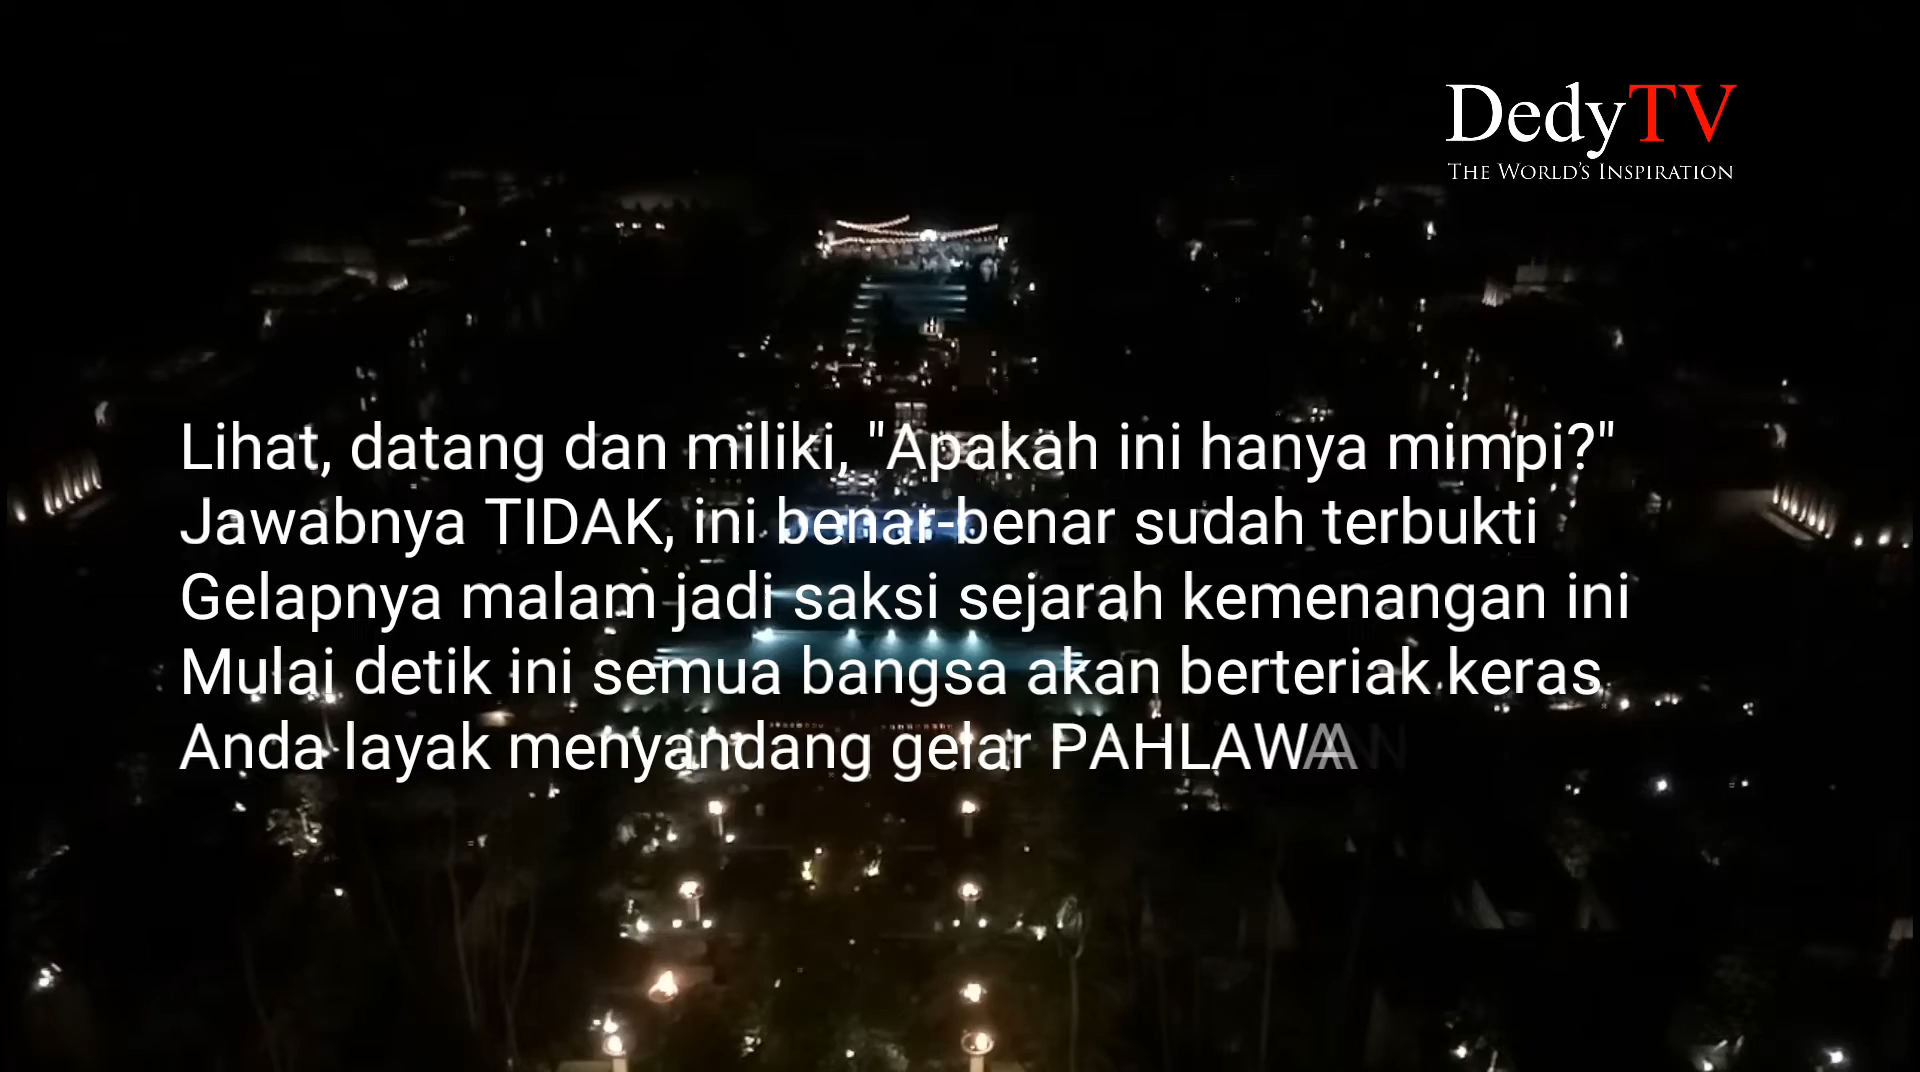 DedyTV
THE WORLD'S INSPIRATION
Lihat, datang dan miliki, "Apakah ini hanya mimpi?"
Jawabnya TIDAK, ini benar-benar sudah terbukti
Gelapnya malam jadi saksi sejarah kemenangan ini
Mulai detik ini semua bangsa akan berteriak keras
Anda layak menyandang gelar PAHLAWAN